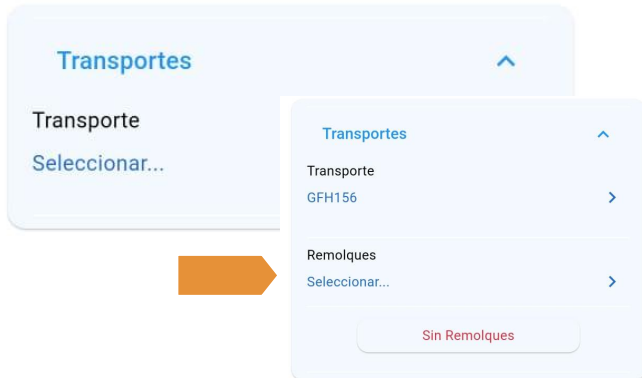 Transportes
Transporte
Seleccionar...
Transportes
Transporte
GFH156
Remolques
Seleccionar...
Sin Remolques